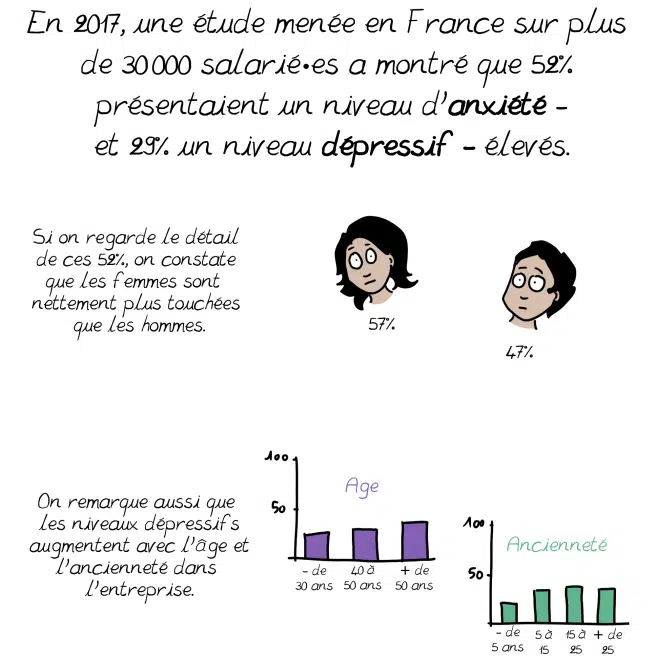 En 2017, une étude menée en France sur plus
de 30 000 salarié·es a montré que 52%
présentaient un niveau d'anxiété -
et 29% un niveau dépressif - élevés.
Si on regarde le détail
de ces 52%, on constate
que les femmes sont
nettement plus touchées
que les hommes.
57%
47%
On remarque aussi que
les niveaux dépressifs
augmentent avec l'âge et
l'ancienneté dans
l'entreprise.
100
Age
50
- de 40 à + de
30 ans 50 ans 50 ans
100
Ancienneté
50
- de 5 à 15 à + de
5 ans 15 25 25